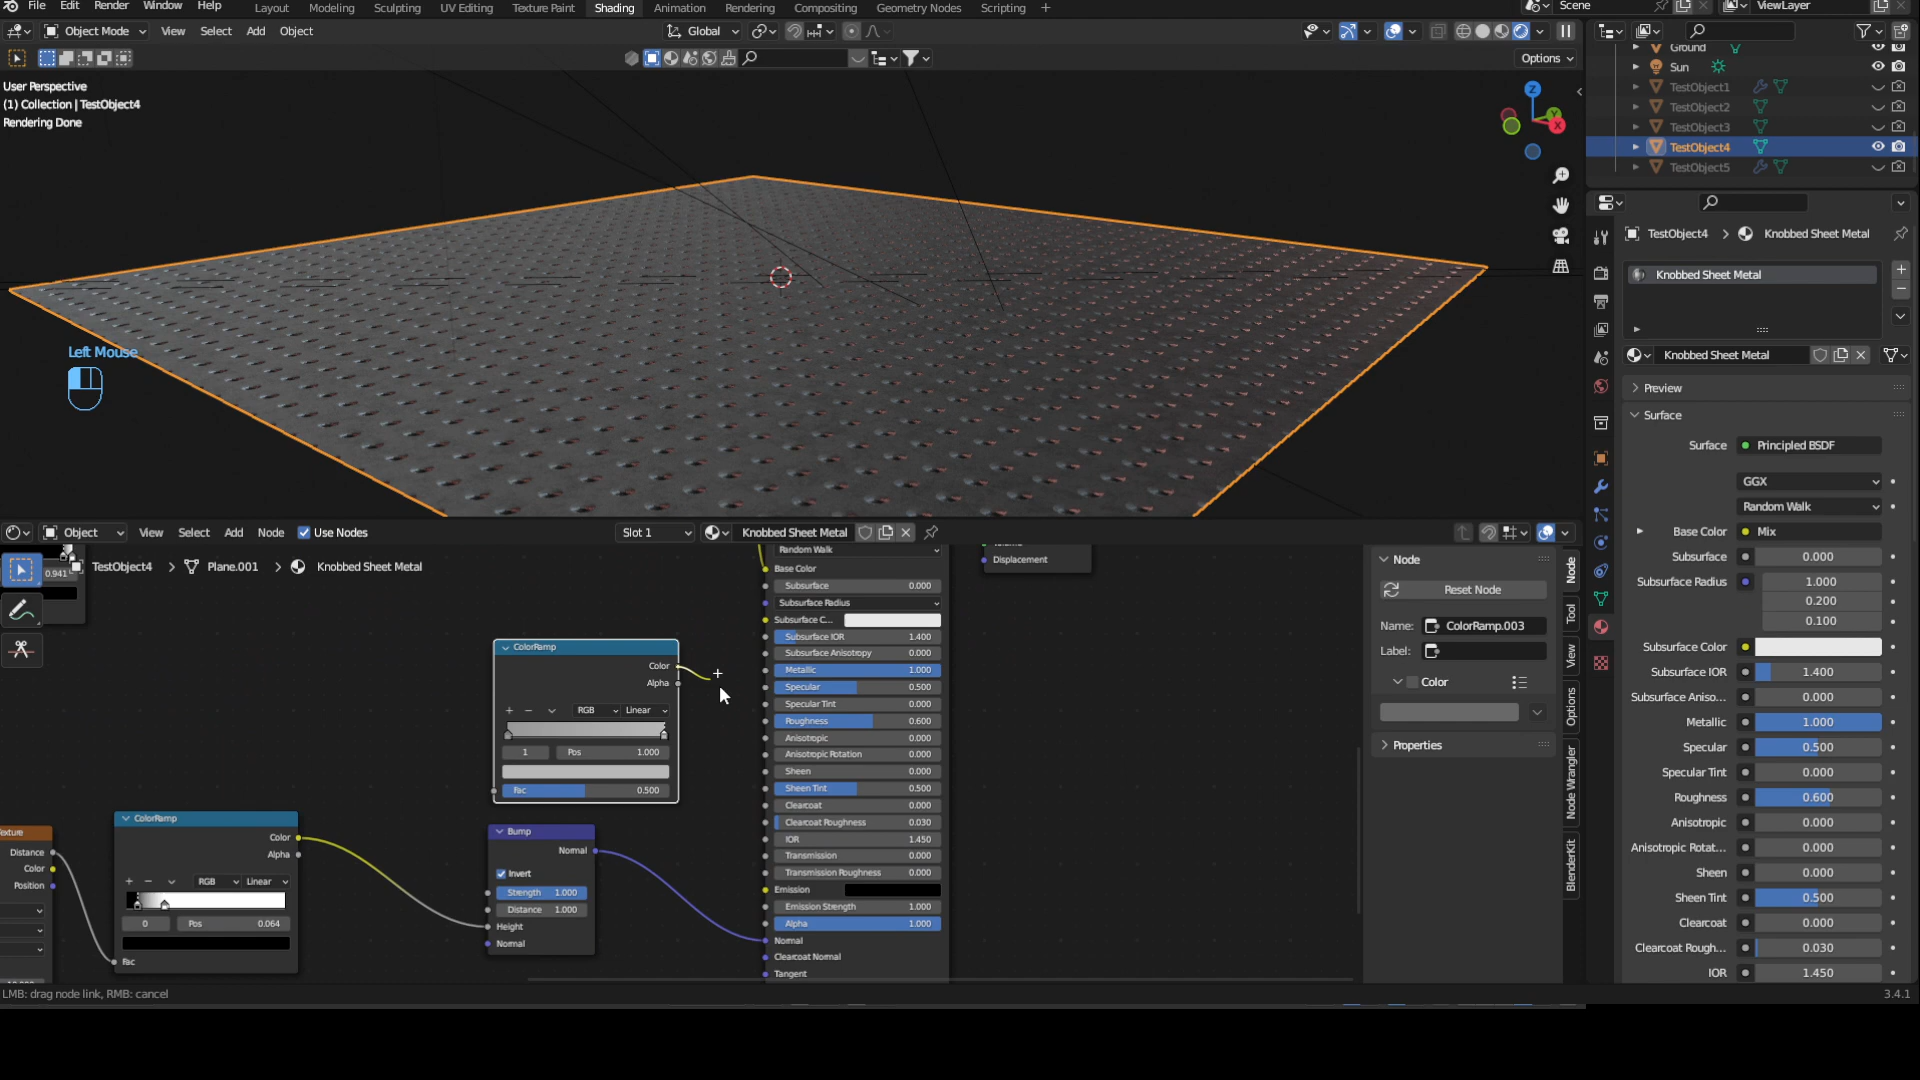 File Edit Render Window Help Layout Modeling Sculpting UV Editing Texture Paint Shading Animation Rendering Compositing Geometry Nodes Scripting + Scene ViewLayer
Object Mode View Select Add Object Global
Options
User Perspective
(1) Collection | TestObject4
Rendering Done
Z
X
Left Mouse
Ground
Sun
TestObject1
TestObject2
TestObject3
TestObject4
TestObject5
TestObject4 > Knobbed Sheet Metal
Knobbed Sheet Metal
Knobbed Sheet Metal
Preview
Surface
Surface Principled BSDF
GGX
Random Walk
Base Color Mix
Subsurface 0.000
Subsurface Radius 1.000
0.200
0.100
Subsurface Color
Subsurface IOR 1.400
Subsurface Aniso... 0.000
Metallic 1.000
Specular 0.500
Specular Tint 0.000
Roughness 0.600
Anisotropic 0.000
Anisotropic Rotat... 0.000
Sheen 0.000
Sheen Tint 0.500
Clearcoat 0.000
Clearcoat Rough... 0.030
IOR 1.450
Object View Select Add Node Use Nodes Slot 1 Knobbed Sheet Metal
0.941
TestObject4 > Plane.001 > Knobbed Sheet Metal
ColorRamp
Color
Alpha
+ − RGB Linear
1 Pos 1.000
Fac 0.500
exture
Distance
Color
Position
ColorRamp
Color
Alpha
+ − RGB Linear
0 Pos 0.064
Fac
Bump
Normal
Invert
Strength 1.000
Distance 1.000
Height
Normal
Random Walk
Base Color
Subsurface 0.000
Subsurface Radius
Subsurface C...
Subsurface IOR 1.400
Subsurface Anisotropy 0.000
Metallic 1.000
Specular 0.500
Specular Tint 0.000
Roughness 0.600
Anisotropic 0.000
Anisotropic Rotation 0.000
Sheen 0.000
Sheen Tint 0.500
Clearcoat 0.000
Clearcoat Roughness 0.030
IOR 1.450
Transmission 0.000
Transmission Roughness 0.000
Emission
Emission Strength 1.000
Alpha 1.000
Normal
Clearcoat Normal
Tangent
Displacement
Node
Reset Node
Name: ColorRamp.003
Label:
Color
Properties
Node
Tool
View
Options
Node Wrangler
BlenderKit
LMB: drag node link, RMB: cancel
3.4.1